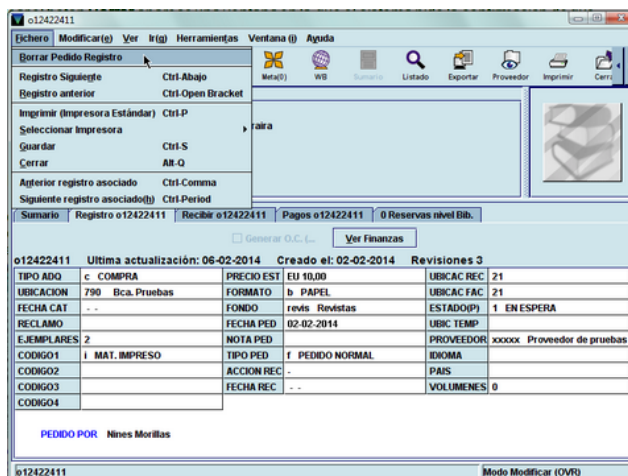 o12422411
Fichero Modificar(e) Ver Ir(g) Herramientas Ventana (i) Ayuda
Borrar Pedido Registro
Registro Siguiente Ctrl-Abajo
Registro anterior Ctrl-Open Bracket
Imprimir (Impresora Estándar) Ctrl-P
Seleccionar Impresora
Guardar Ctrl-S
Cerrar Alt-Q
Anterior registro asociado Ctrl-Comma
Siguiente registro asociado(h) Ctrl-Period
Meta(0) WB Sumario Listado Exportar Proveedor Imprimir Cerra
raira
Sumario Registro o12422411 Recibir o12422411 Pagos o12422411 0 Reservas nivel Bib.
Generar O.C. (... Ver Finanzas
o12422411 Ultima actualización: 06-02-2014 Creado el: 02-02-2014 Revisiones 3
TIPO ADQ c COMPRA PRECIO EST EU 10,00 UBICAC REC 21
UBICACION 790 Bca. Pruebas FORMATO b PAPEL UBICAC FAC 21
FECHA CAT - - FONDO revis Revistas ESTADO(P) 1 EN ESPERA
RECLAMO FECHA PED 02-02-2014 UBIC TEMP
EJEMPLARES 2 NOTA PED PROVEEDOR xxxxx Proveedor de pruebas
CODIGO1 i MAT. IMPRESO TIPO PED f PEDIDO NORMAL IDIOMA
CODIGO2 ACCION REC - PAIS
CODIGO3 FECHA REC - - VOLUMENES 0
CODIGO4
PEDIDO POR Nines Morillas
o12422411 Modo Modificar (OVR)